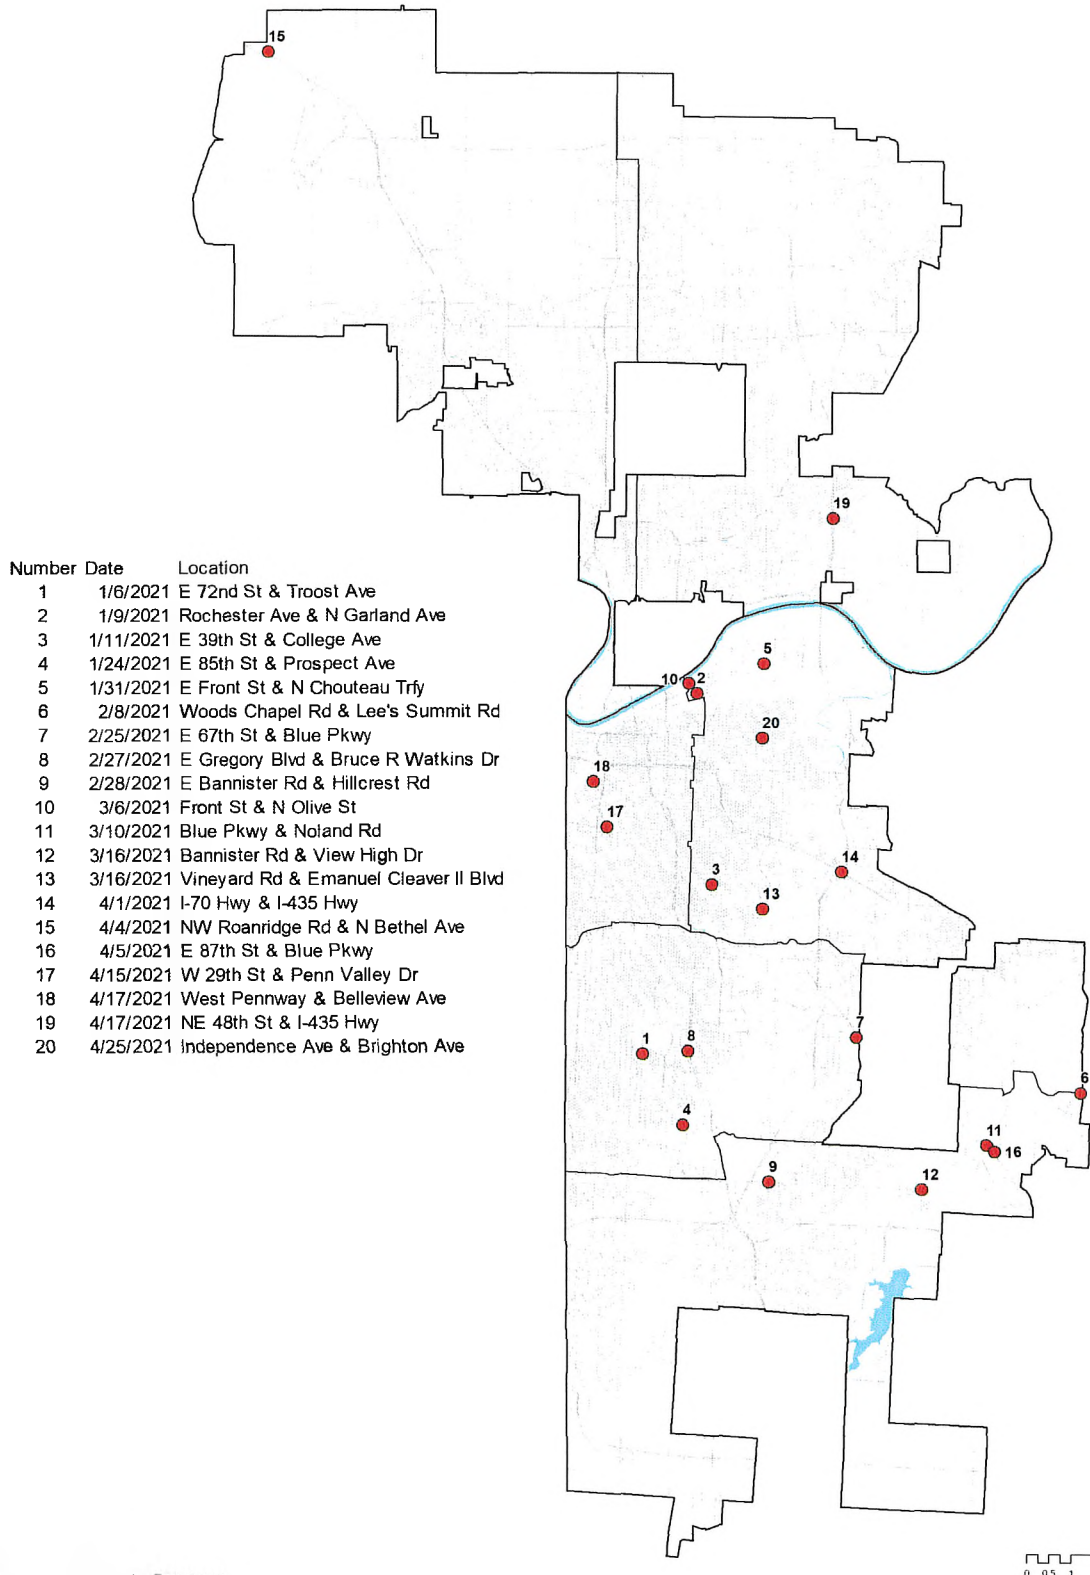 15
19
Number Date Location
1 1/6/2021 E 72nd St & Troost Ave
2 1/9/2021 Rochester Ave & N Garland Ave
3 1/11/2021 E 39th St & College Ave
4 1/24/2021 E 85th St & Prospect Ave
5 1/31/2021 E Front St & N Chouteau Trfy
6 2/8/2021 Woods Chapel Rd & Lee's Summit Rd
7 2/25/2021 E 67th St & Blue Pkwy
8 2/27/2021 E Gregory Blvd & Bruce R Watkins Dr
9 2/28/2021 E Bannister Rd & Hillcrest Rd
10 3/6/2021 Front St & N Olive St
11 3/10/2021 Blue Pkwy & Noland Rd
12 3/16/2021 Bannister Rd & View High Dr
13 3/16/2021 Vineyard Rd & Emanuel Cleaver II Blvd
14 4/1/2021 I-70 Hwy & I-435 Hwy
15 4/4/2021 NW Roanridge Rd & N Bethel Ave
16 4/5/2021 E 87th St & Blue Pkwy
17 4/15/2021 W 29th St & Penn Valley Dr
18 4/17/2021 West Pennway & Belleview Ave
19 4/17/2021 NE 48th St & I-435 Hwy
20 4/25/2021 Independence Ave & Brighton Ave
5
10 2
20
18
17
14
3
13
7
1 8
6
4
11
16
9
12
0 0.5 1